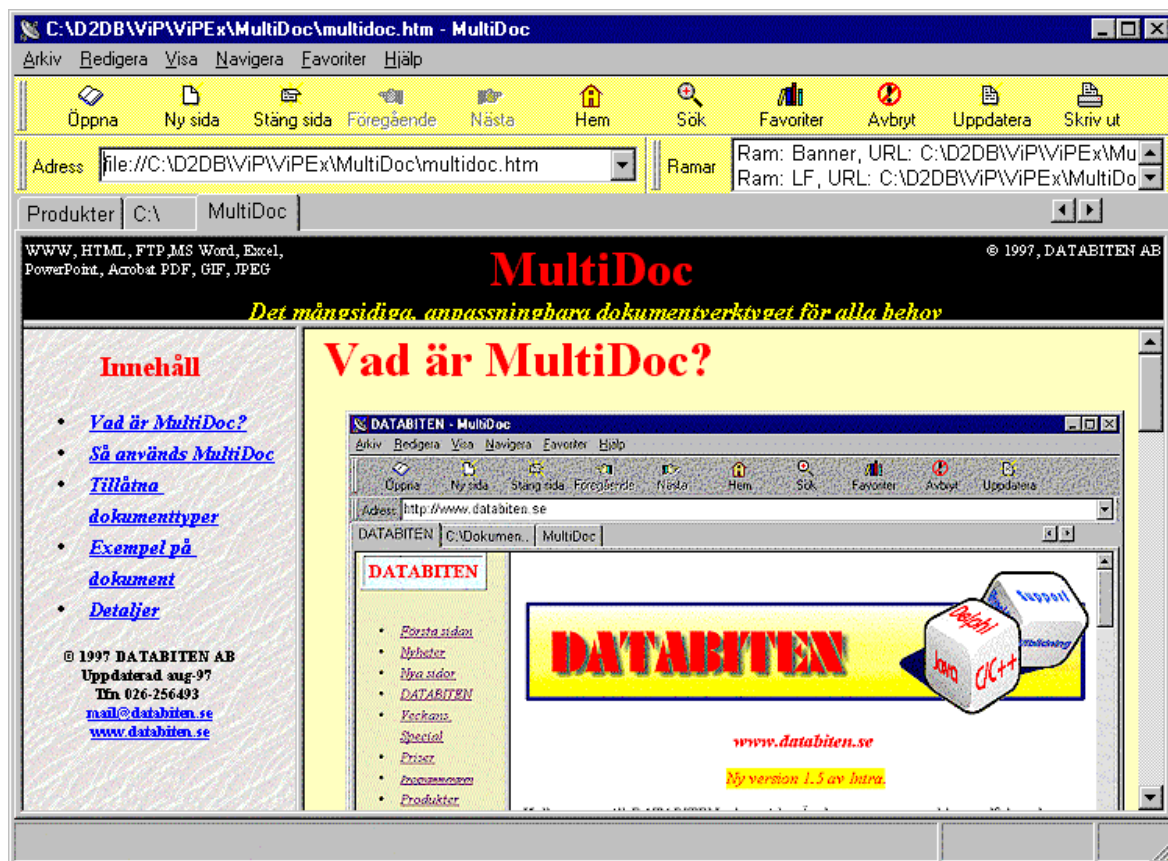 C:\D2DB\ViP\ViPEx\MultiDoc\multidoc.htm - MultiDoc
Arkiv Redigera Visa Navigera Favoriter Hjälp
Öppna Ny sida Stäng sida Föregående Nästa Hem Sök Favoriter Avbryt Uppdatera Skriv ut
Adress file://C:\D2DB\ViP\ViPEx\MultiDoc\multidoc.htm
Ramar
Ram: Banner, URL: C:\D2DB\ViP\ViPEx\Mu
Ram: LF, URL: C:\D2DB\ViP\ViPEx\MultiDo
Produkter C:\ MultiDoc
WWW, HTML, FTP,MS Word, Excel,
PowerPoint, Acrobat PDF, GIF, JPEG
MultiDoc
© 1997, DATABITEN AB
Det mångsidiga, anpassningbara dokumentverktyget för alla behov
Innehåll
Vad är MultiDoc?
Så används MultiDoc
Tillåtna
dokumenttyper
Exempel på
dokument
Detaljer
© 1997 DATABITEN AB
Uppdaterad aug-97
Tfn 026-256493
mail@databiten.se
www.databiten.se
Vad är MultiDoc?
DATABITEN - MultiDoc
Arkiv Redigera Visa Navigera Favoriter Hjälp
Öppna Ny sida Stäng sida Föregående Nästa Hem Sök Favoriter Avbryt Uppdatera
Adress http://www.databiten.se
DATABITEN C:\Dokumen.. MultiDoc
DATABITEN
Första sidan
Nyheter
Nya sidor
DATABITEN
Veckans
Special
Priser
Programmeren
Produkter
DATABITEN
Delphi
Java
C/C++
Support
Utbildning
www.databiten.se
Ny version 1.5 av Intra.